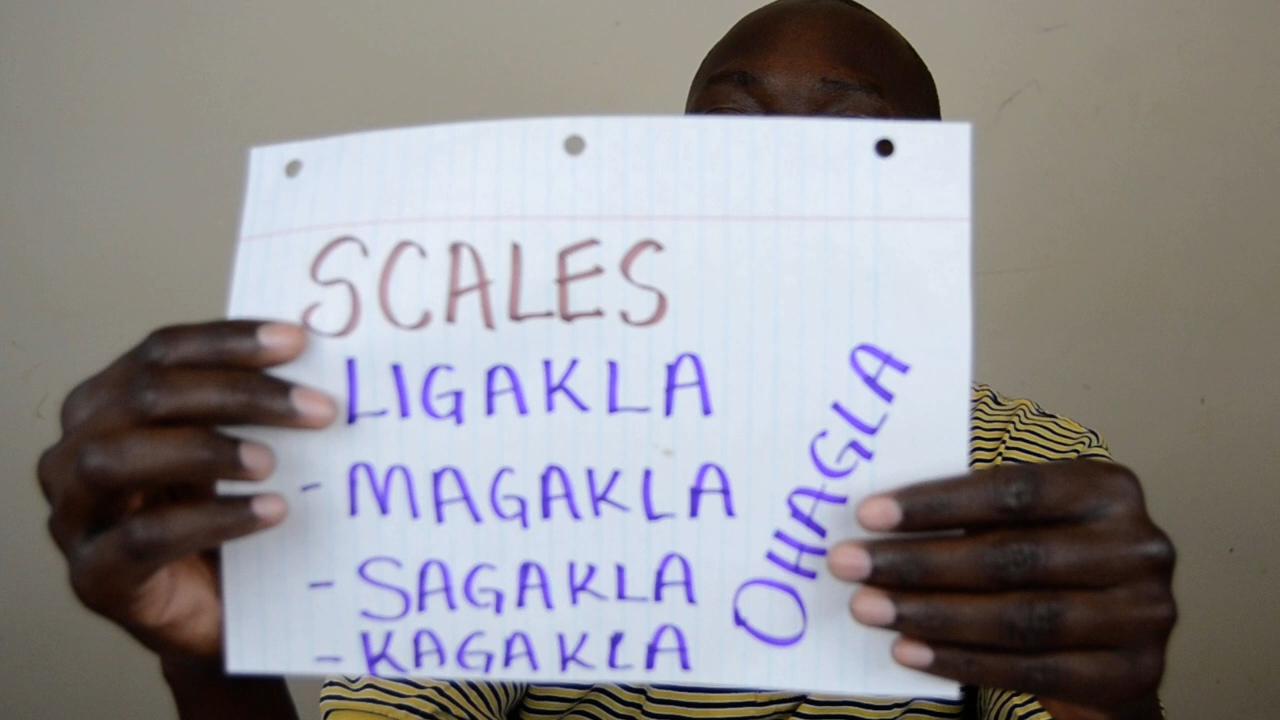 SCALES
LIGAKLA
- MAGAKLA
- SAGAKLA
- KAGAKLA
OHAGLA